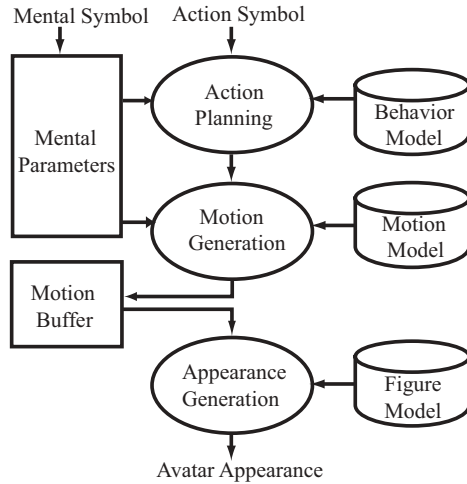 Mental Symbol
Action Symbol
Action
Planning
Behavior
Model
Mental
Parameters
Motion
Generation
Motion
Model
Motion
Buffer
Appearance
Generation
Figure
Model
Avatar Appearance